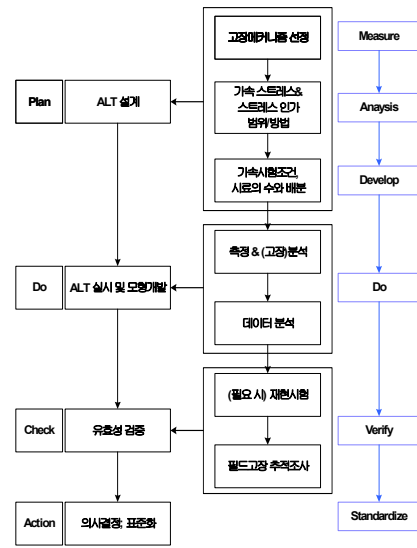 고장메커니즘 선정
Measure
Plan
ALT 설계
가속 스트레스&
스트레스 인가
범위/방법
Anaysis
가속시험조건,
시료의 수와 배분
Develop
측정 & (고장)분석
Do
ALT 실시 및 모형개발
Do
데이터 분석
(필요 시) 재현시험
Check
유효성 검증
Verify
필드고장 추적조사
Action
의사결정; 표준화
Standardize